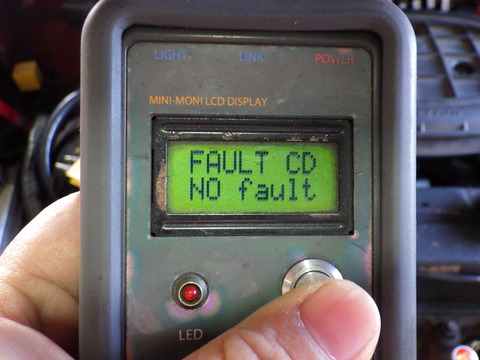 LIGHT LINK POWER
MINI-MONI LCD DISPLAY
FAULT CD
NO fault
LED